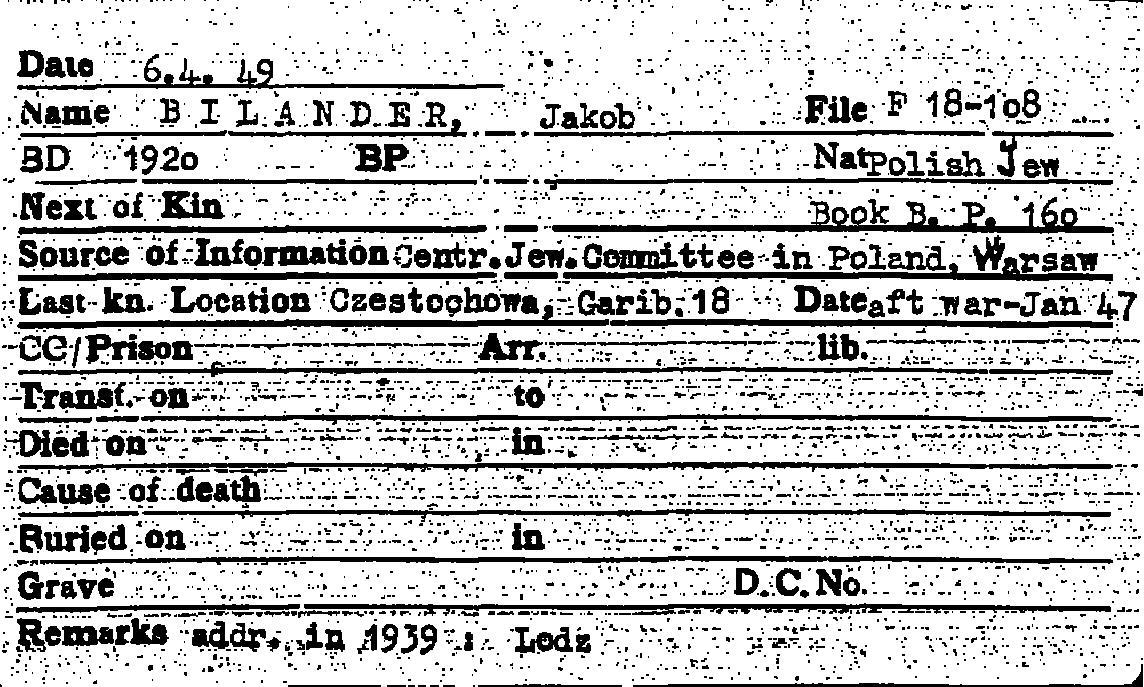 Date 6.4. 49
Name B I L A N D E R, Jakob File F 18-1o8
BD 192o BP Nat Polish Jew
Next of Kin Book B. P. 16o
Source of Information Centr.Jew.Committee in Poland, Warsaw
Last kn. Location Czestochowa, Garib.18 Date aft war-Jan 47
CC/Prison Arr. lib.
Transf. on to
Died on in
Cause of death
Buried on in
Grave D.C.No.
Remarks addr. in 1939 : Lodz